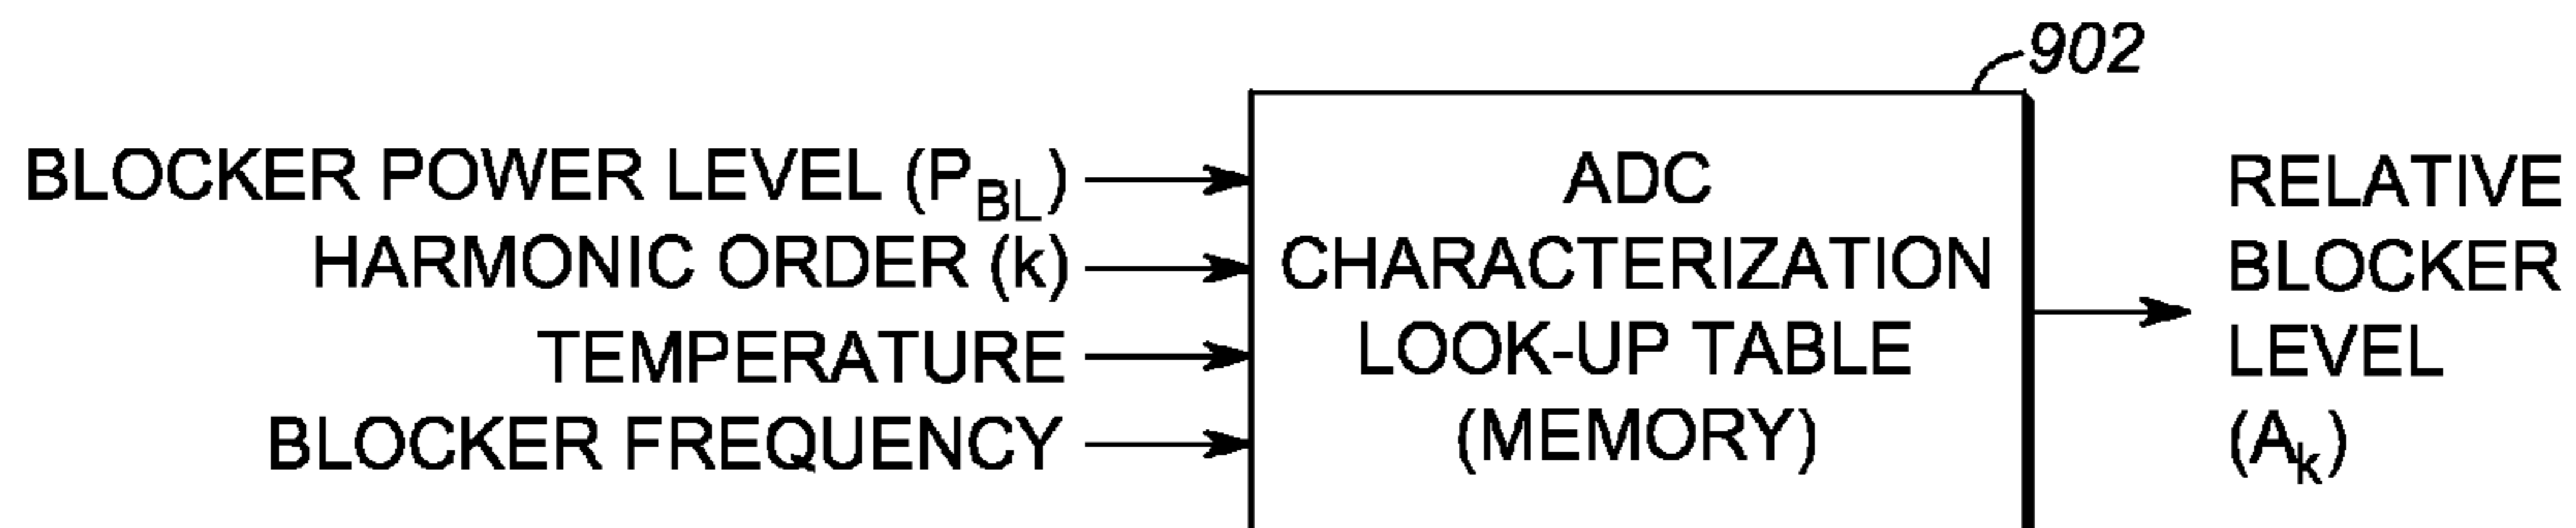 902
BLOCKER POWER LEVEL (P_BL)
HARMONIC ORDER (k)
TEMPERATURE
BLOCKER FREQUENCY
ADC
CHARACTERIZATION
LOOK-UP TABLE
(MEMORY)
RELATIVE
BLOCKER
LEVEL
(A_k)